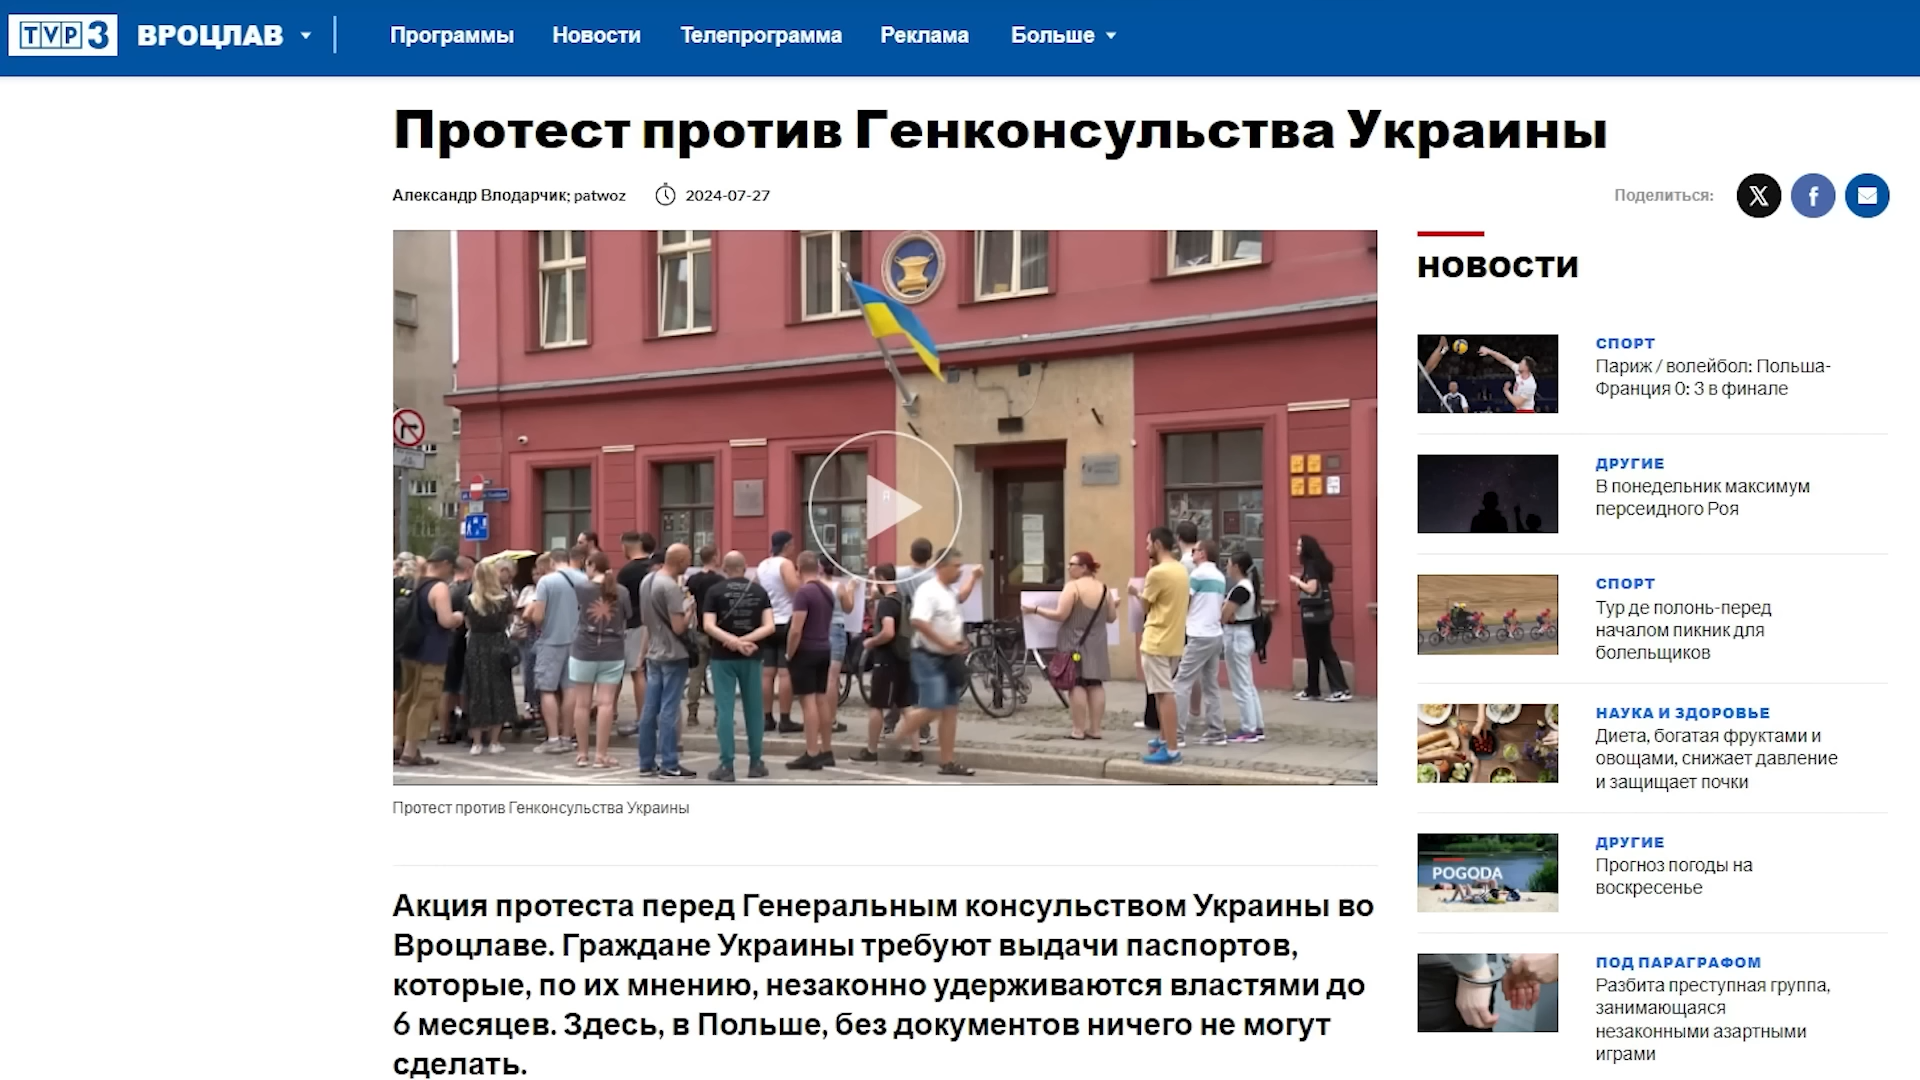 TVP3 ВРОЦЛАВ
Программы Новости Телепрограмма Реклама Больше
Протест против Генконсульства Украины
Александр Влодарчик; patwoz 2024-07-27
Поделиться:
Протест против Генконсульства Украины
Акция протеста перед Генеральным консульством Украины во
Вроцлаве. Граждане Украины требуют выдачи паспортов,
которые, по их мнению, незаконно удерживаются властями до
6 месяцев. Здесь, в Польше, без документов ничего не могут
сделать.
НОВОСТИ
СПОРТ
Париж / волейбол: Польша-
Франция 0: 3 в финале
ДРУГИЕ
В понедельник максимум
персеидного Роя
СПОРТ
Тур де полонь-перед
началом пикник для
болельщиков
НАУКА И ЗДОРОВЬЕ
Диета, богатая фруктами и
овощами, снижает давление
и защищает почки
POGODA
ДРУГИЕ
Прогноз погоды на
воскресенье
ПОД ПАРАГРАФОМ
Разбита преступная группа,
занимающаяся
незаконными азартными
играми